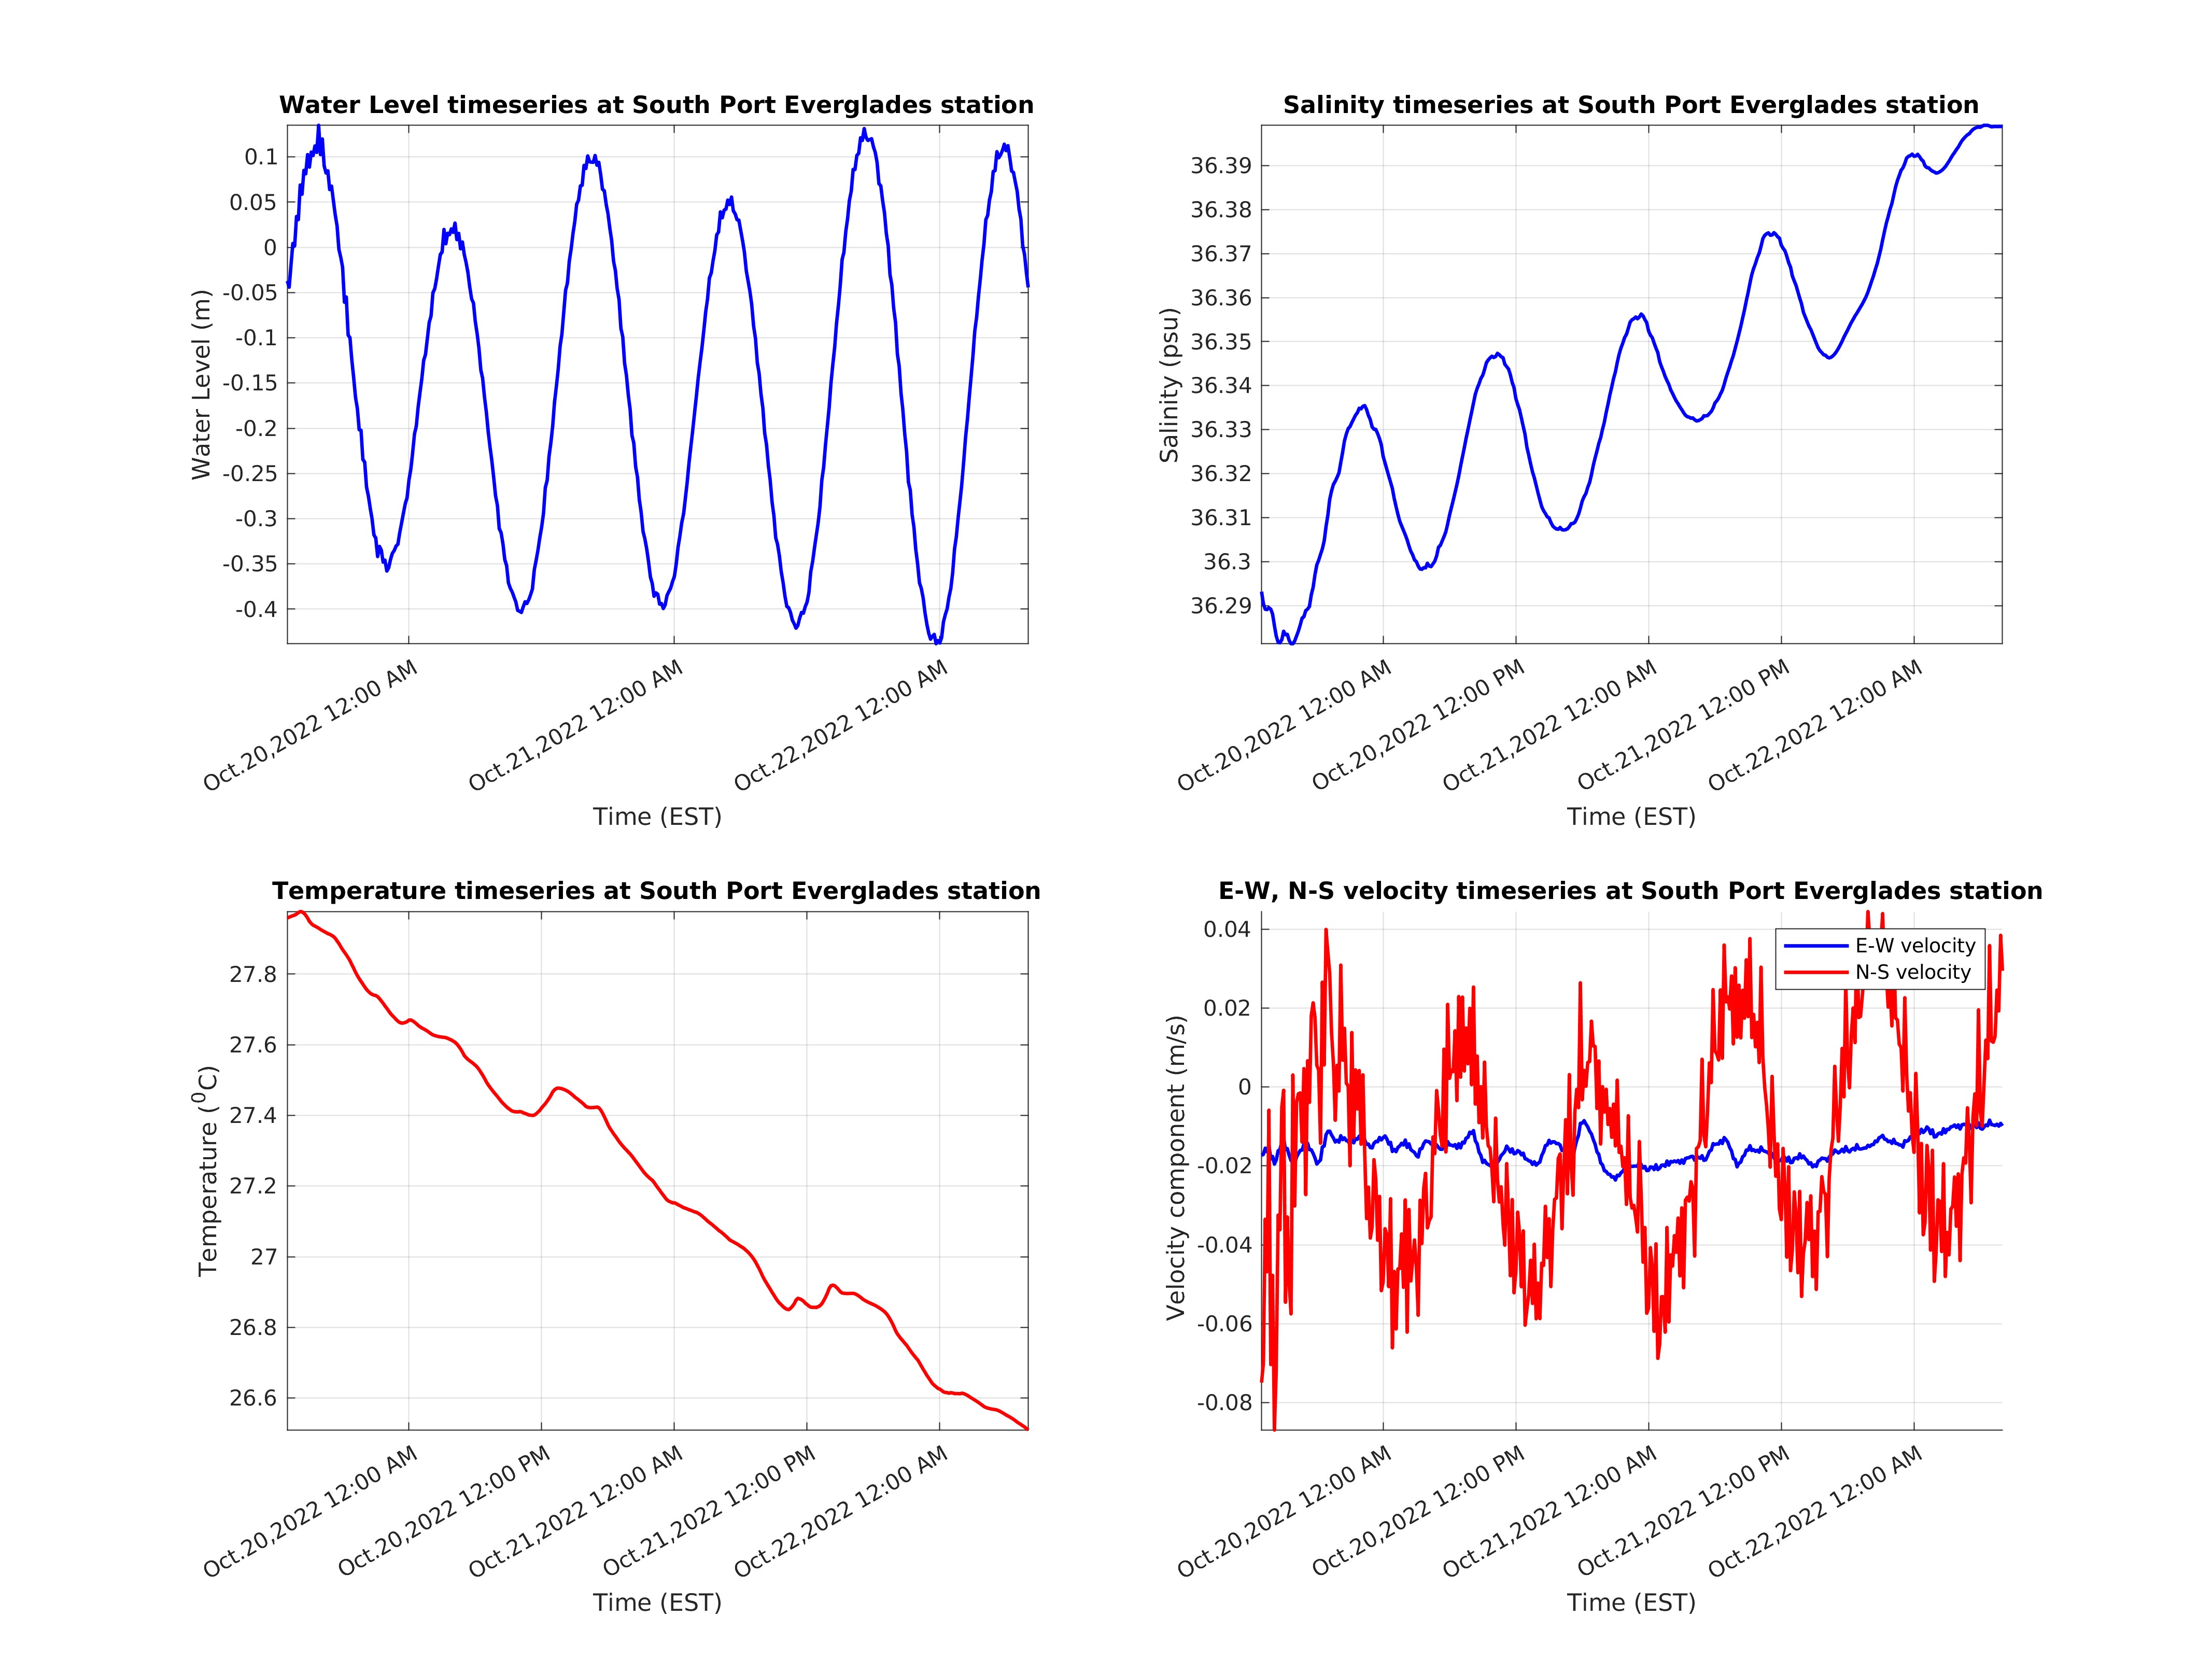 Water Level timeseries at South Port Everglades station
0.1
0.05
0
-0.05
-0.1
-0.15
-0.2
-0.25
-0.3
-0.35
-0.4
Water Level (m)
Oct.20,2022 12:00 AM
Oct.21,2022 12:00 AM
Oct.22,2022 12:00 AM
Time (EST)
Salinity timeseries at South Port Everglades station
36.39
36.38
36.37
36.36
36.35
36.34
36.33
36.32
36.31
36.3
36.29
Salinity (psu)
Oct.20,2022 12:00 AM
Oct.20,2022 12:00 PM
Oct.21,2022 12:00 AM
Oct.21,2022 12:00 PM
Oct.22,2022 12:00 AM
Time (EST)
Temperature timeseries at South Port Everglades station
27.8
27.6
27.4
27.2
27
26.8
26.6
Temperature (⁰C)
Oct.20,2022 12:00 AM
Oct.20,2022 12:00 PM
Oct.21,2022 12:00 AM
Oct.21,2022 12:00 PM
Oct.22,2022 12:00 AM
Time (EST)
E-W, N-S velocity timeseries at South Port Everglades station
0.04
0.02
0
-0.02
-0.04
-0.06
-0.08
Velocity component (m/s)
E-W velocity
N-S velocity
Oct.20,2022 12:00 AM
Oct.20,2022 12:00 PM
Oct.21,2022 12:00 AM
Oct.21,2022 12:00 PM
Oct.22,2022 12:00 AM
Time (EST)